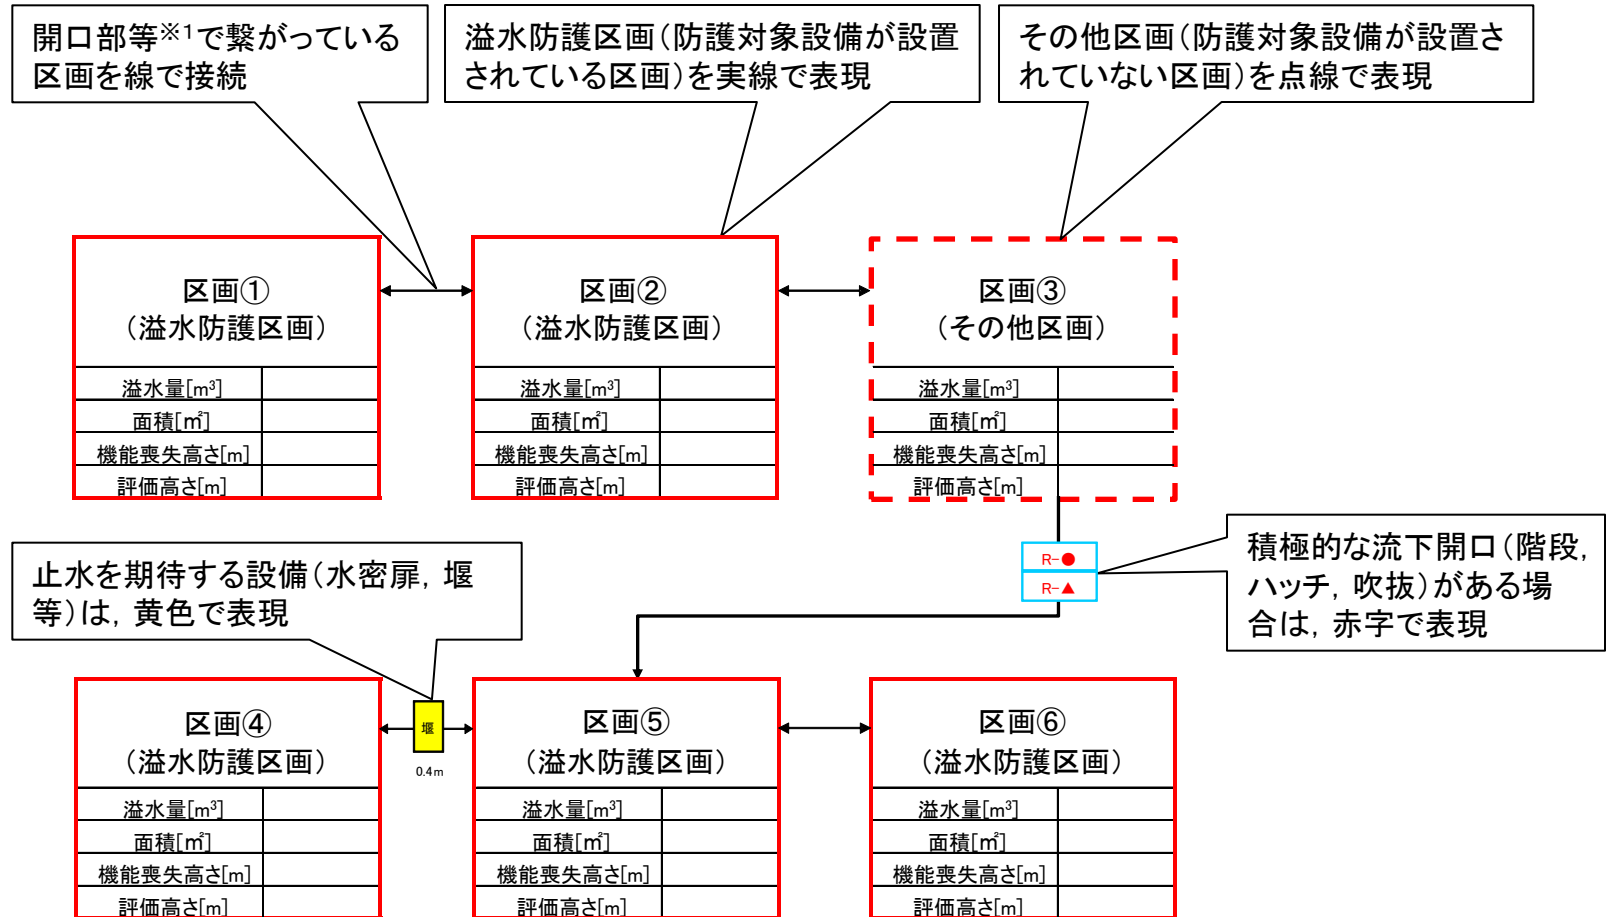 開口部等※1で繋がっている
区画を線で接続
溢水防護区画(防護対象設備が設置
されている区画)を実線で表現
その他区画(防護対象設備が設置さ
れていない区画)を点線で表現
区画①
(溢水防護区画)
溢水量[m³]
面積[㎡]
機能喪失高さ[m]
評価高さ[m]
区画②
(溢水防護区画)
溢水量[m³]
面積[㎡]
機能喪失高さ[m]
評価高さ[m]
区画③
(その他区画)
溢水量[m³]
面積[㎡]
機能喪失高さ[m]
評価高さ[m]
止水を期待する設備(水密扉, 堰
等)は, 黄色で表現
R-●
R-▲
積極的な流下開口(階段,
ハッチ, 吹抜)がある場
合は, 赤字で表現
区画④
(溢水防護区画)
溢水量[m³]
面積[㎡]
機能喪失高さ[m]
評価高さ[m]
堰
0.4m
区画⑤
(溢水防護区画)
溢水量[m³]
面積[㎡]
機能喪失高さ[m]
評価高さ[m]
区画⑥
(溢水防護区画)
溢水量[m³]
面積[㎡]
機能喪失高さ[m]
評価高さ[m]